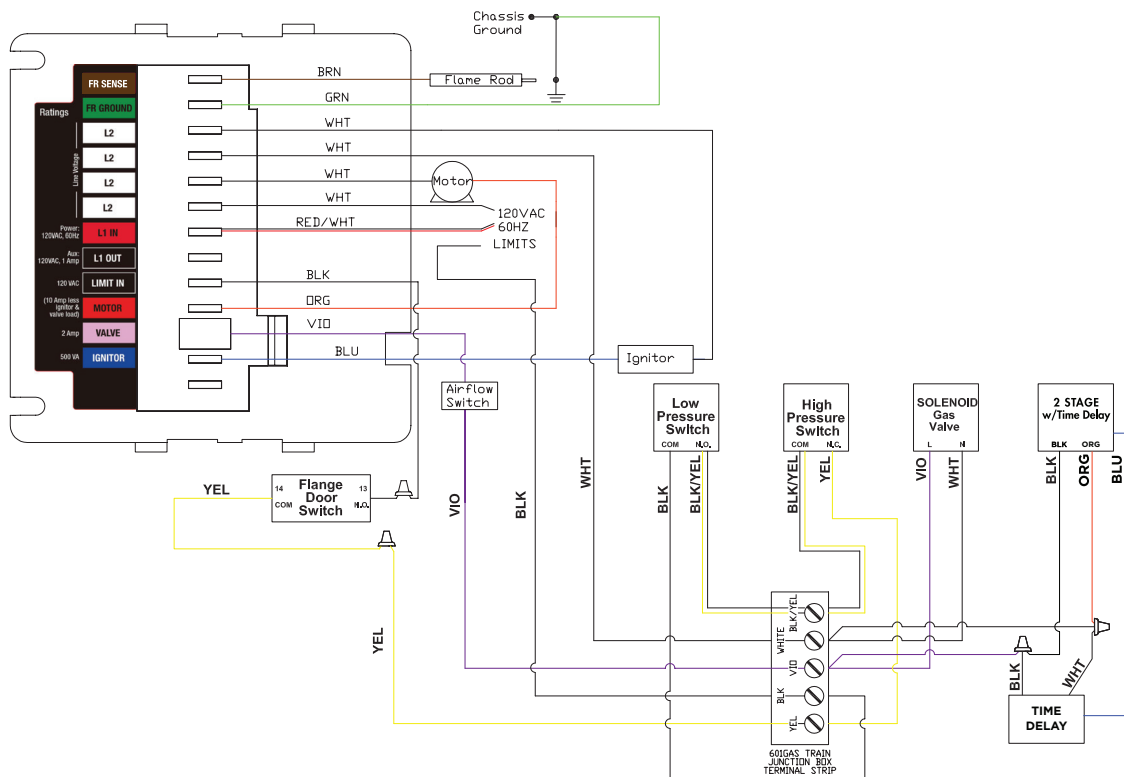 Chassis
Ground
BRN
Flame Rod
GRN
WHT
WHT
WHT
Motor
WHT
120VAC
60HZ
RED/WHT
LIMITS
BLK
ORG
VIO
BLU
Ignitor
Airflow
Switch
Ratings
Line Voltage
Power:
120VAC, 60Hz
Aux:
120VAC, 1 Amp
120 VAC
(10 Amp less
ignitor &
valve load)
2 Amp
500 VA
FR SENSE
FR GROUND
L2
L2
L2
L2
L1 IN
L1 OUT
LIMIT IN
MOTOR
VALVE
IGNITOR
Low
Pressure
Switch
COM N.O.
High
Pressure
Switch
COM N.C.
SOLENOID
Gas
Valve
L N
2 STAGE
w/Time Delay
BLK ORG
BLK
BLK/YEL
BLK/YEL
YEL
VIO
WHT
BLK
ORG
BLU
14 Flange 13
Door
COM Switch N.O.
YEL
VIO
BLK
WHT
YEL
BLK/YEL
WHITE
VIO
BLK
YEL
601GAS TRAIN
JUNCTION BOX
TERMINAL STRIP
BLK
WHT
TIME
DELAY